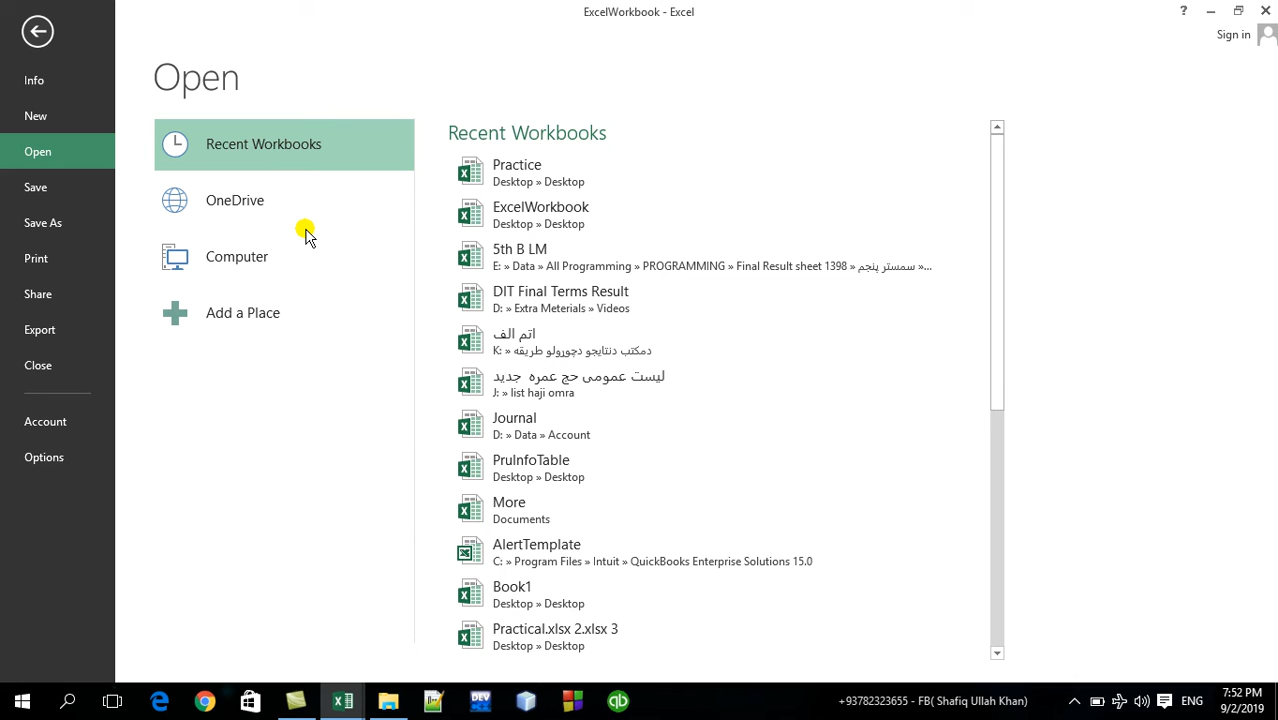 ExcelWorkbook - Excel
?
Sign in
Info
New
Open
Save
Save As
Print
Share
Export
Close
Account
Options
Open
Recent Workbooks
OneDrive
Computer
Add a Place
Recent Workbooks
Practice
Desktop » Desktop
ExcelWorkbook
Desktop » Desktop
5th B LM
E: » Data » All Programming » PROGRAMMING » Final Result sheet 1398 » سمستر پنجم »...
DIT Final Terms Result
D: » Extra Meterials » Videos
اتم الف
K: » دمکتب دنتایجو دچورولو طریقه
لیست عمومی حج عمره جدید
J: » list haji omra
Journal
D: » Data » Account
PruInfoTable
Desktop » Desktop
More
Documents
AlertTemplate
C: » Program Files » Intuit » QuickBooks Enterprise Solutions 15.0
Book1
Desktop » Desktop
Practical.xlsx 2.xlsx 3
Desktop » Desktop
DEV
qb
+93782323655 - FB( Shafiq Ullah Khan)
ENG
7:52 PM
9/2/2019